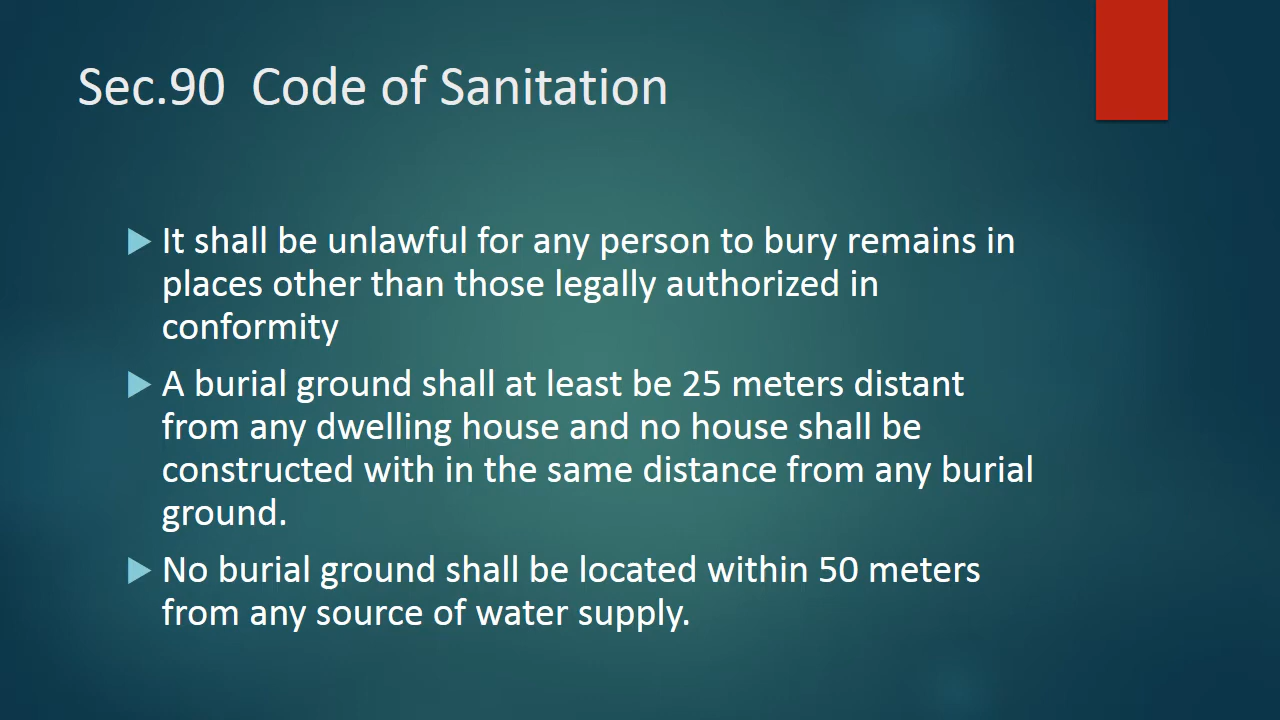 Sec.90  Code of Sanitation
It shall be unlawful for any person to bury remains in
places other than those legally authorized in
conformity
A burial ground shall at least be 25 meters distant
from any dwelling house and no house shall be
constructed with in the same distance from any burial
ground.
No burial ground shall be located within 50 meters
from any source of water supply.